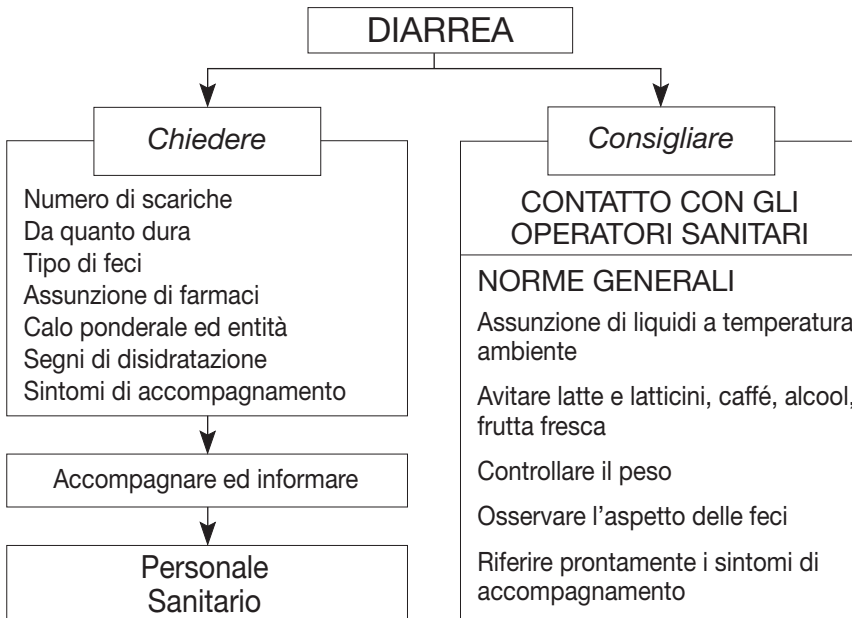 DIARREA
Chiedere
Numero di scariche
Da quanto dura
Tipo di feci
Assunzione di farmaci
Calo ponderale ed entità
Segni di disidratazione
Sintomi di accompagnamento
Accompagnare ed informare
Personale
Sanitario
Consigliare
CONTATTO CON GLI
OPERATORI SANITARI
NORME GENERALI
Assunzione di liquidi a temperatura
ambiente
Avitare latte e latticini, caffé, alcool,
frutta fresca
Controllare il peso
Osservare l’aspetto delle feci
Riferire prontamente i sintomi di
accompagnamento